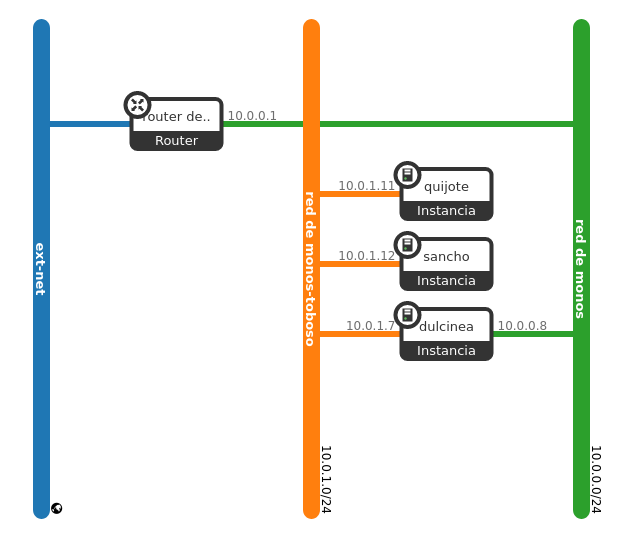 router de..
Router
10.0.0.1
10.0.1.11
quijote
Instancia
10.0.1.12
sancho
Instancia
10.0.1.7
dulcinea
Instancia
10.0.0.8
ext-net
red de monos-toboso
10.0.1.0/24
red de monos
10.0.0.0/24